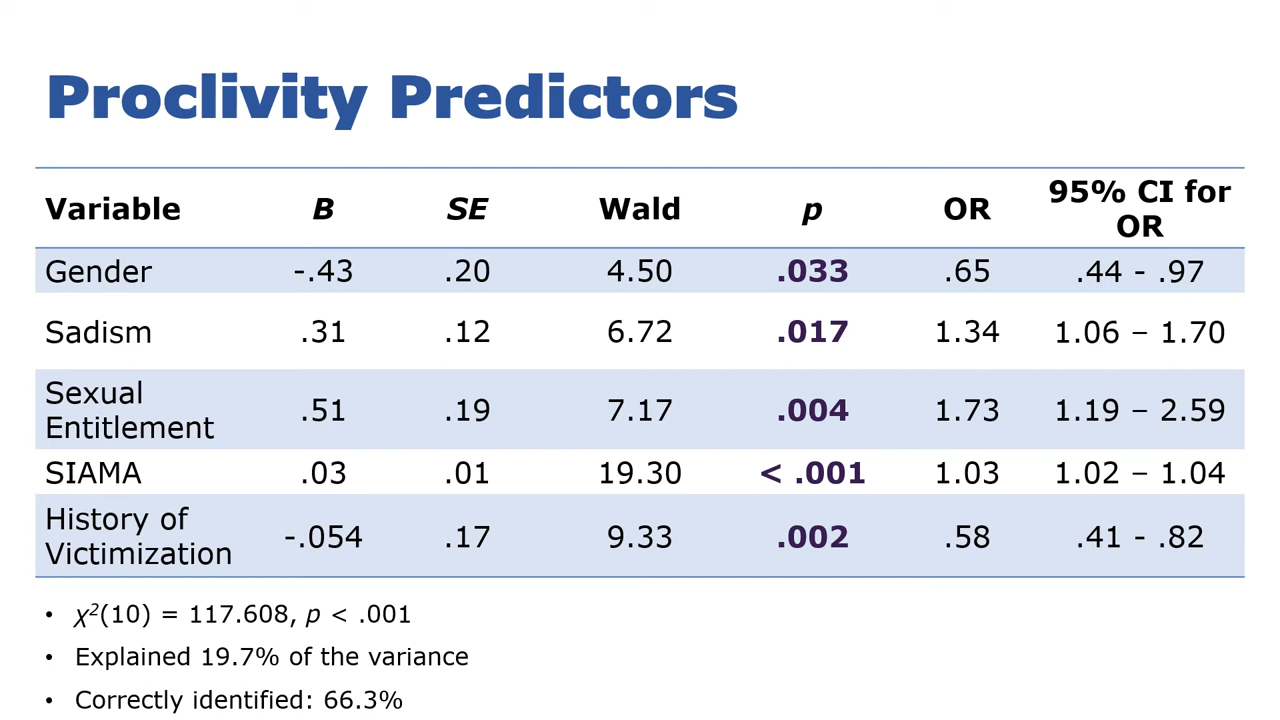 Proclivity Predictors
Variable B SE Wald p OR 95% CI for OR
Gender -.43 .20 4.50 .033 .65 .44 - .97
Sadism .31 .12 6.72 .017 1.34 1.06 – 1.70
Sexual Entitlement .51 .19 7.17 .004 1.73 1.19 – 2.59
SIAMA .03 .01 19.30 < .001 1.03 1.02 – 1.04
History of Victimization -.054 .17 9.33 .002 .58 .41 - .82
• χ²(10) = 117.608, p < .001
• Explained 19.7% of the variance
• Correctly identified: 66.3%